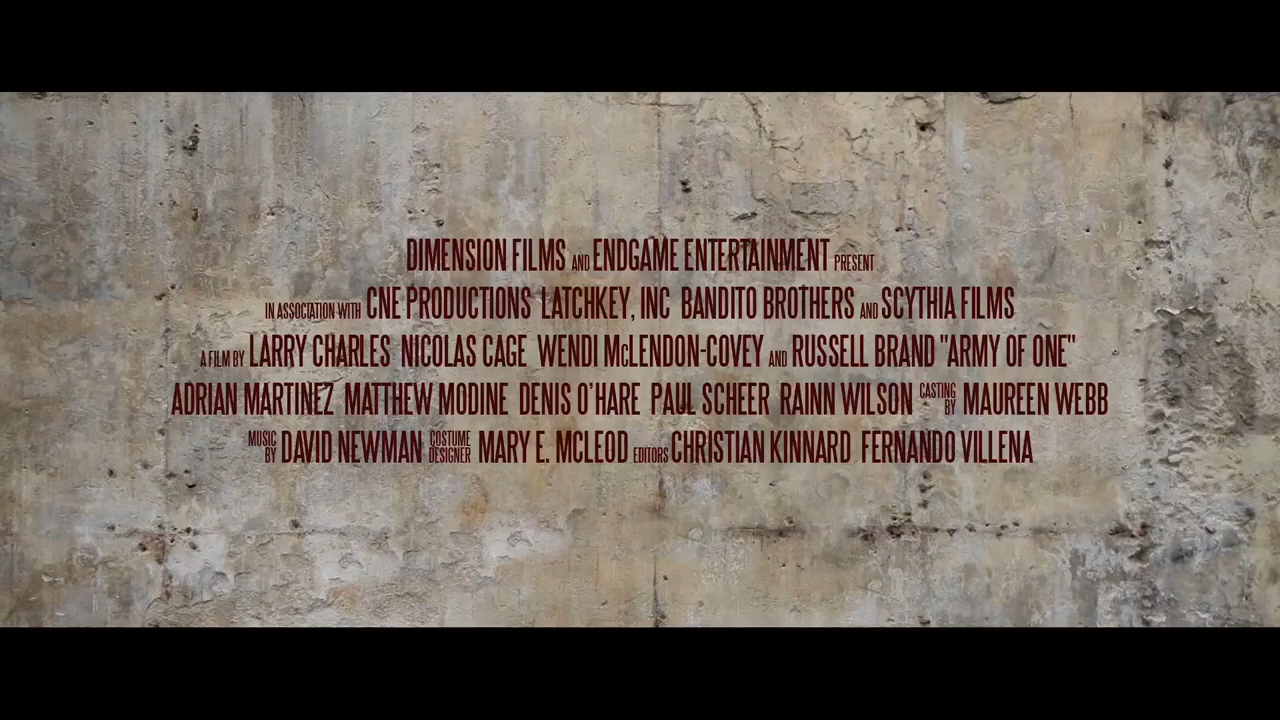 DIMENSION FILMS AND ENDGAME ENTERTAINMENT PRESENT
IN ASSOCIATION WITH CNE PRODUCTIONS LATCHKEY, INC BANDITO BROTHERS AND SCYTHIA FILMS
A FILM BY LARRY CHARLES NICOLAS CAGE WENDI McLENDON-COVEY AND RUSSELL BRAND "ARMY OF ONE"
ADRIAN MARTINEZ MATTHEW MODINE DENIS O'HARE PAUL SCHEER RAINN WILSON CASTING BY MAUREEN WEBB
MUSIC BY DAVID NEWMAN COSTUME DESIGNER MARY E. MCLEOD EDITORS CHRISTIAN KINNARD FERNANDO VILLENA